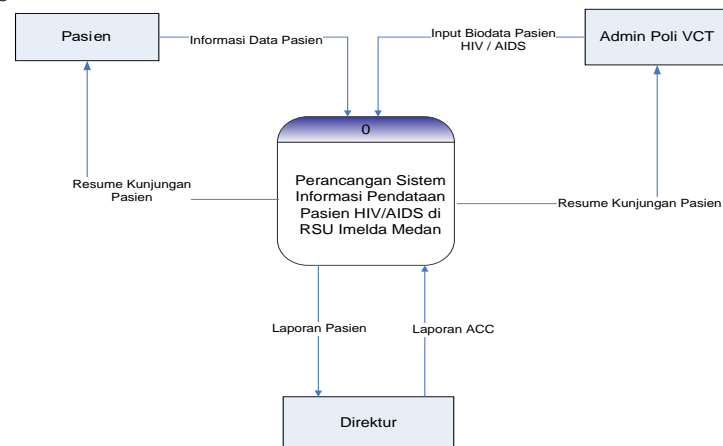 Pasien
Informasi Data Pasien
Input Biodata Pasien
HIV / AIDS
Admin Poli VCT
0
Perancangan Sistem
Informasi Pendataan
Pasien HIV/AIDS di
RSU Imelda Medan
Resume Kunjungan
Pasien
Resume Kunjungan Pasien
Laporan Pasien
Laporan ACC
Direktur